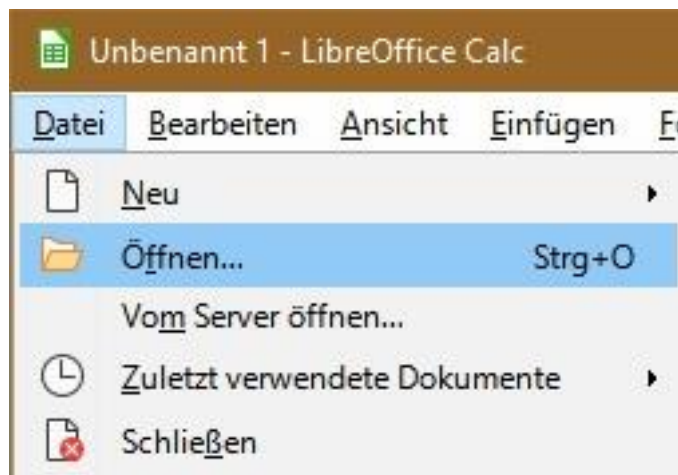 Unbenannt 1 - LibreOffice Calc
Datei Bearbeiten Ansicht Einfügen
Neu
Öffnen... Strg+O
Vom Server öffnen...
Zuletzt verwendete Dokumente
Schließen